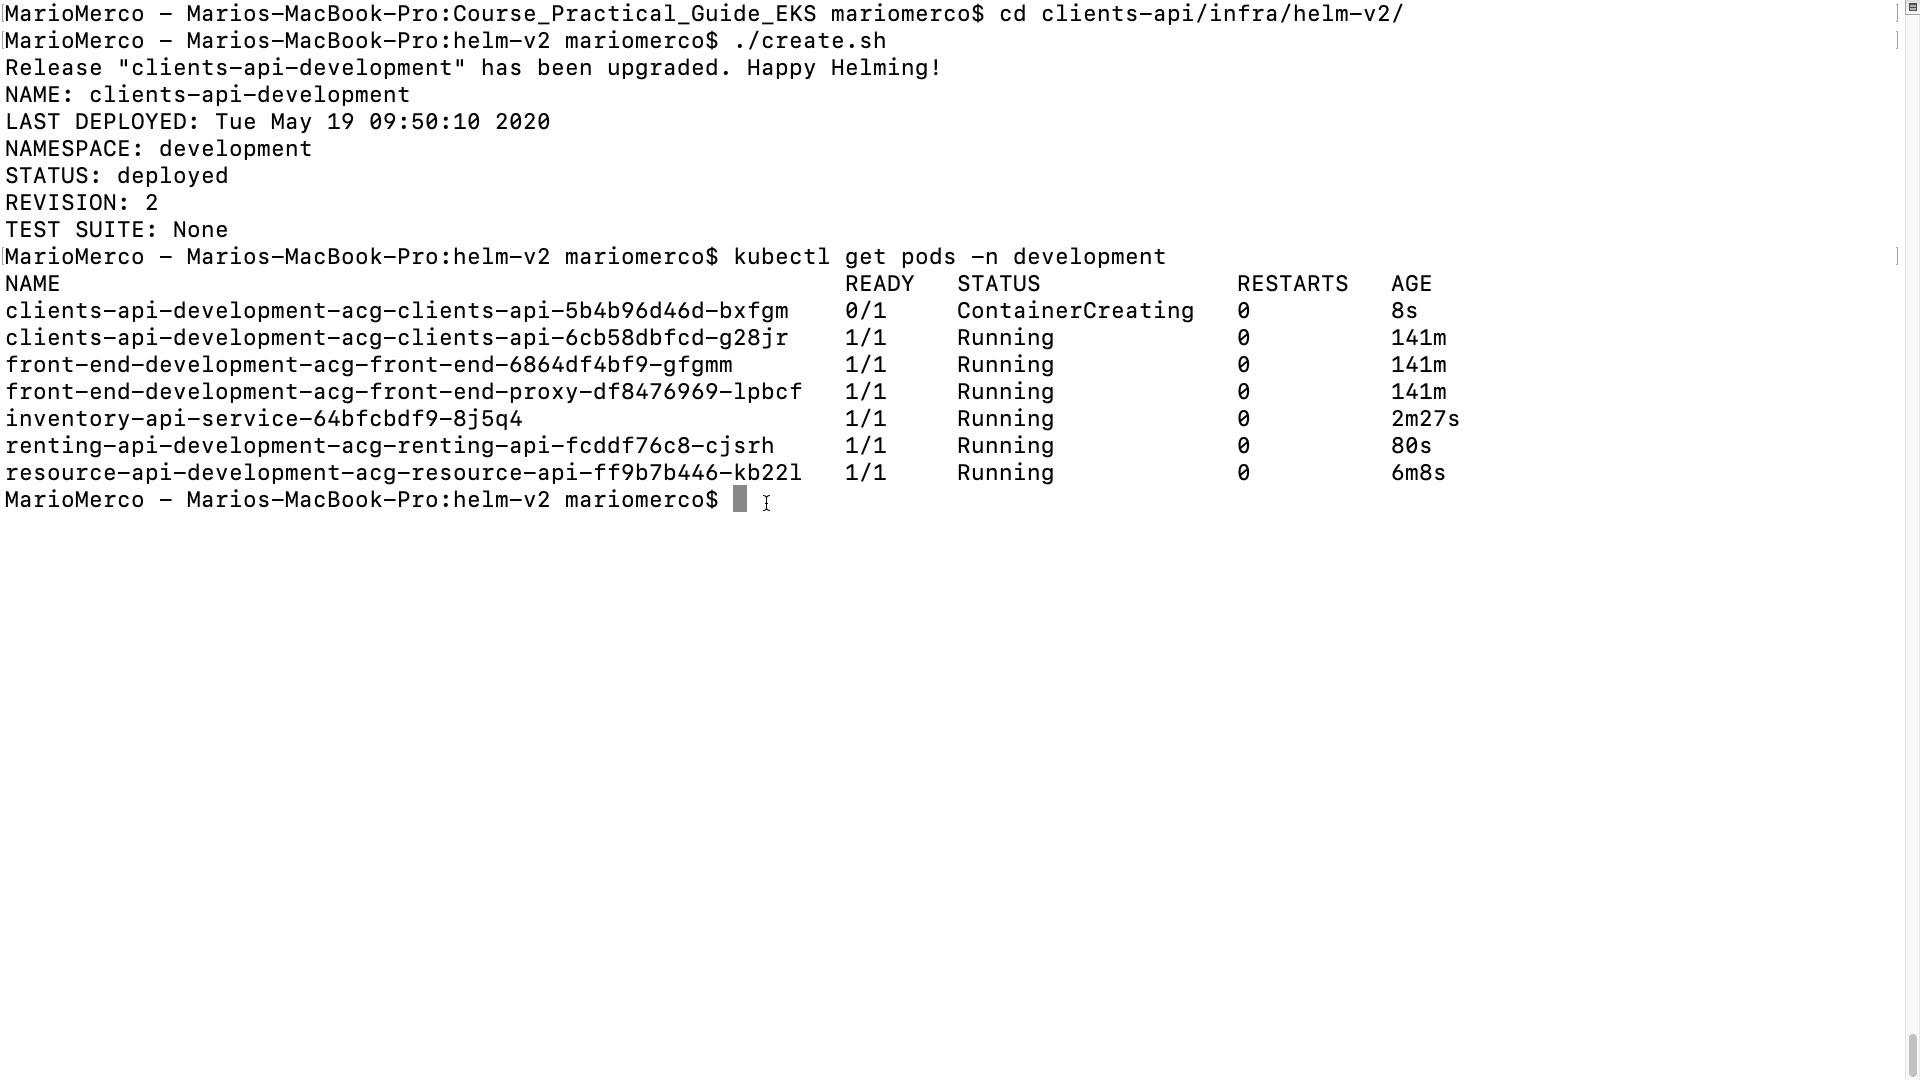 MarioMerco - Marios-MacBook-Pro:Course_Practical_Guide_EKS mariomerco$ cd clients-api/infra/helm-v2/
MarioMerco - Marios-MacBook-Pro:helm-v2 mariomerco$ ./create.sh
Release "clients-api-development" has been upgraded. Happy Helming!
NAME: clients-api-development
LAST DEPLOYED: Tue May 19 09:50:10 2020
NAMESPACE: development
STATUS: deployed
REVISION: 2
TEST SUITE: None
MarioMerco - Marios-MacBook-Pro:helm-v2 mariomerco$ kubectl get pods -n development
NAME READY STATUS RESTARTS AGE
clients-api-development-acg-clients-api-5b4b96d46d-bxfgm 0/1 ContainerCreating 0 8s
clients-api-development-acg-clients-api-6cb58dbfcd-g28jr 1/1 Running 0 141m
front-end-development-acg-front-end-6864df4bf9-gfgmm 1/1 Running 0 141m
front-end-development-acg-front-end-proxy-df8476969-lpbcf 1/1 Running 0 141m
inventory-api-service-64bfcbdf9-8j5q4 1/1 Running 0 2m27s
renting-api-development-acg-renting-api-fcddf76c8-cjsrh 1/1 Running 0 80s
resource-api-development-acg-resource-api-ff9b7b446-kb22l 1/1 Running 0 6m8s
MarioMerco - Marios-MacBook-Pro:helm-v2 mariomerco$